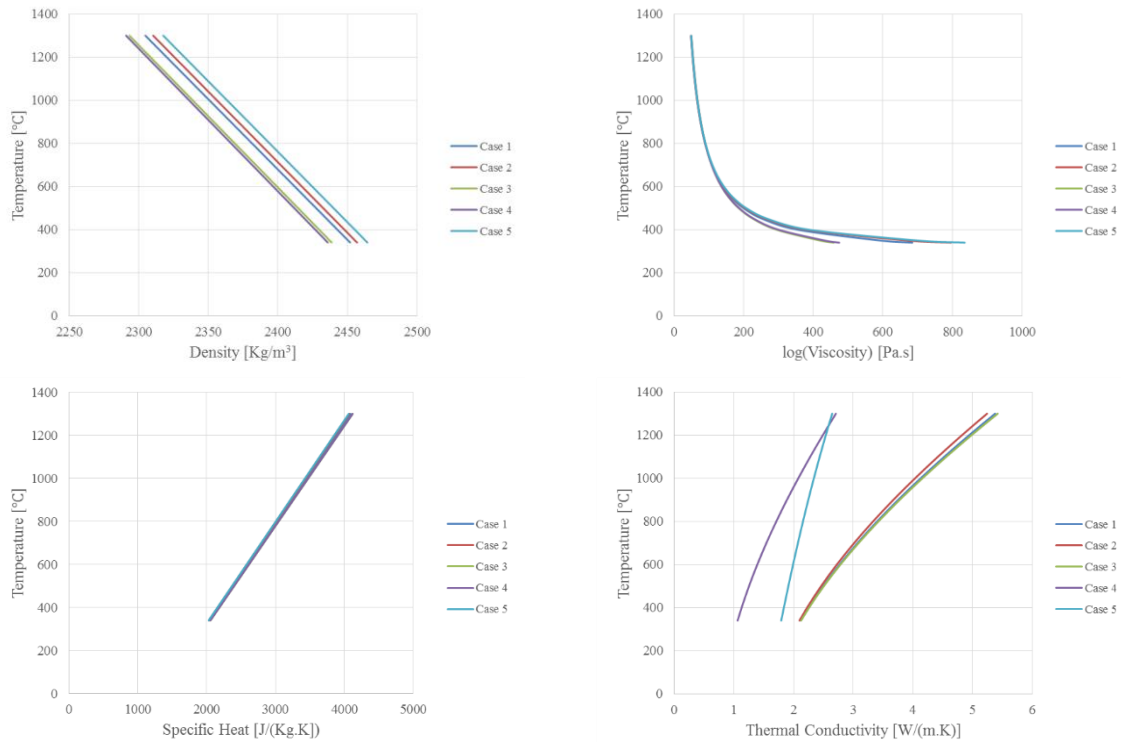 1400
1200
1000
800
600
400
200
0
Temperature [°C]
2250 2300 2350 2400 2450 2500
Density [Kg/m³]
Case 1
Case 2
Case 3
Case 4
Case 5
1400
1200
1000
800
600
400
200
0
Temperature [°C]
0 200 400 600 800 1000
log(Viscosity) [Pa.s]
Case 1
Case 2
Case 3
Case 4
Case 5
1400
1200
1000
800
600
400
200
0
Temperature [°C]
0 1000 2000 3000 4000 5000
Specific Heat [J/(Kg.K])
Case 1
Case 2
Case 3
Case 4
Case 5
1400
1200
1000
800
600
400
200
0
Temperature [°C]
0 1 2 3 4 5 6
Thermal Conductivity [W/(m.K)]
Case 1
Case 2
Case 3
Case 4
Case 5